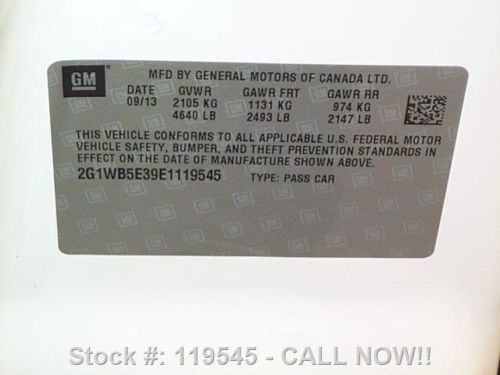 GM
MFD BY GENERAL MOTORS OF CANADA LTD.
DATE GVWR GAWR FRT GAWR RR
09/13 2105 KG 1131 KG 974 KG
4640 LB 2493 LB 2147 LB
THIS VEHICLE CONFORMS TO ALL APPLICABLE U.S. FEDERAL MOTOR
VEHICLE SAFETY, BUMPER, AND THEFT PREVENTION STANDARDS IN
EFFECT ON THE DATE OF MANUFACTURE SHOWN ABOVE.
2G1WB5E39E1119545 TYPE: PASS CAR
Stock #: 119545 - CALL NOW!!